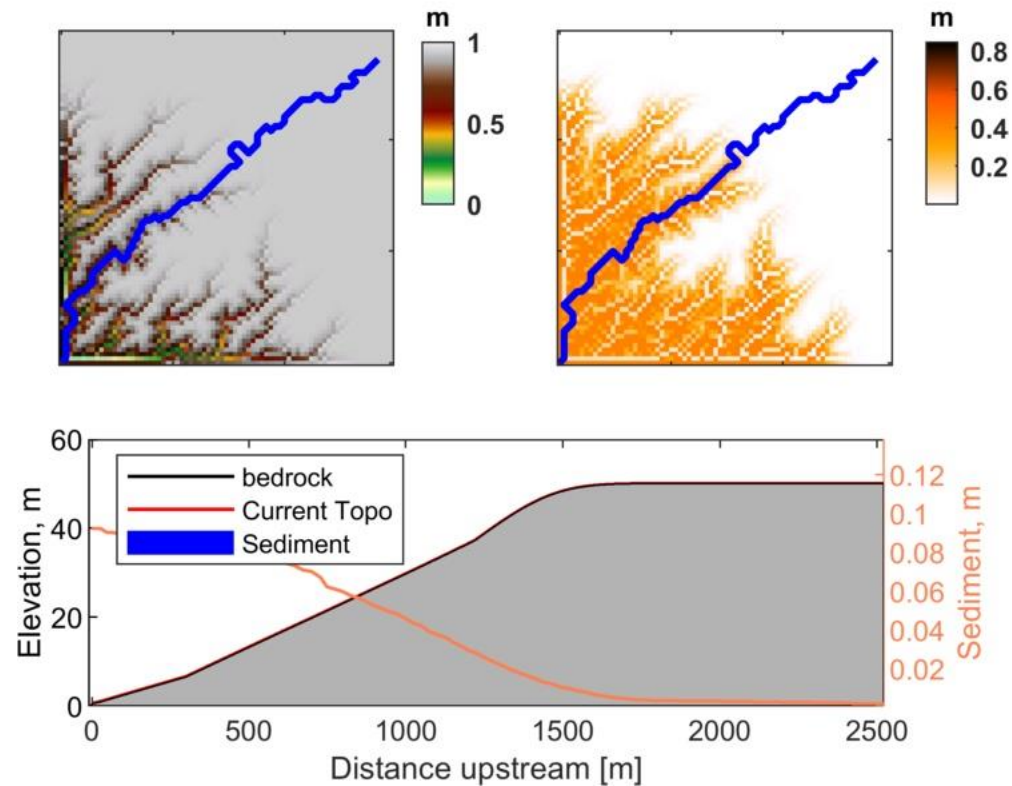 m
1
0.5
0
m
0.8
0.6
0.4
0.2
60
40
20
0
Elevation, m
bedrock
Current Topo
Sediment
0.12
0.1
0.08
0.06
0.04
0.02
Sediment, m
0 500 1000 1500 2000 2500
Distance upstream [m]